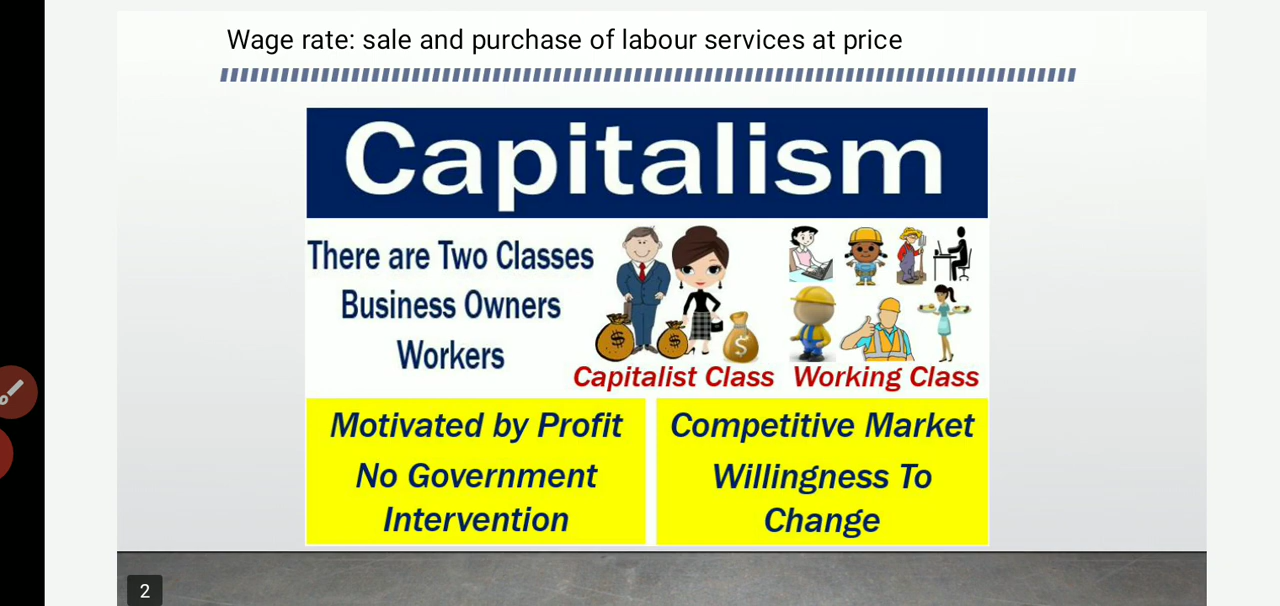 Wage rate: sale and purchase of labour services at price
Capitalism
There are Two Classes
Business Owners
Workers
$ $ $
Capitalist Class
Working Class
Motivated by Profit
No Government
Intervention
Competitive Market
Willingness To
Change
2